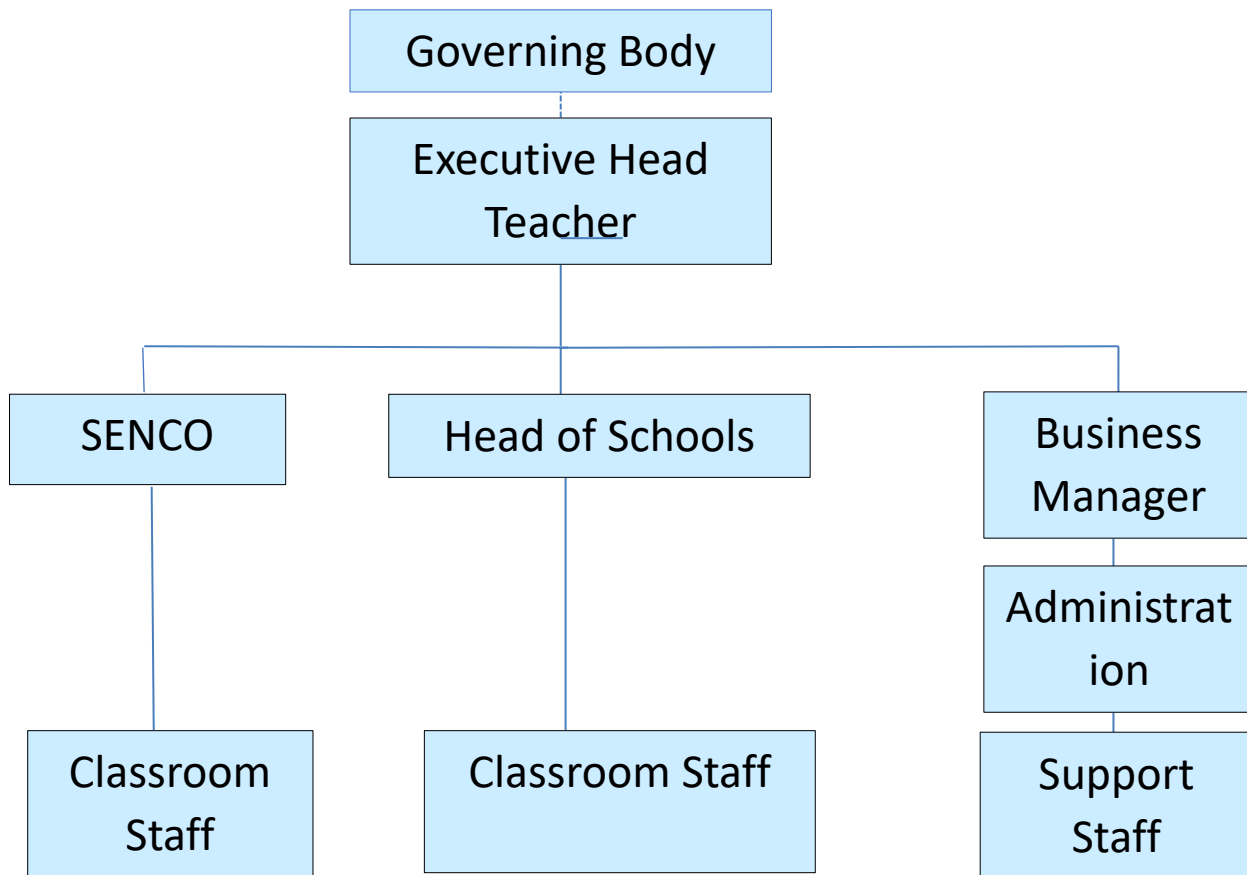 Governing Body
Executive Head
Teacher
SENCO
Head of Schools
Business
Manager
Administrat
ion
Classroom
Staff
Classroom Staff
Support
Staff